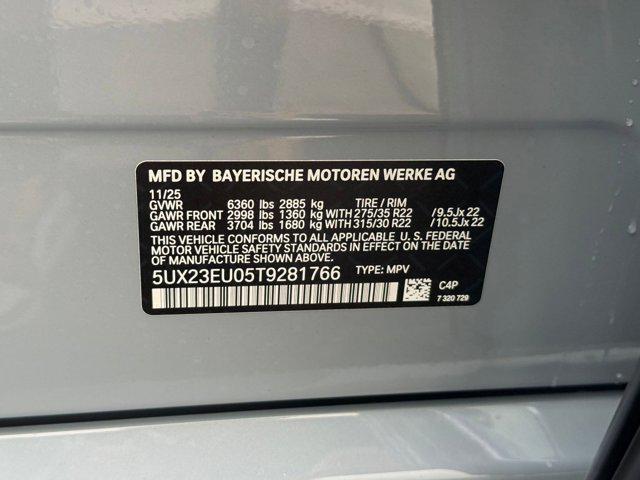 MFD BY BAYERISCHE MOTOREN WERKE AG
11/25
GVWR 6360 lbs 2885 kg TIRE / RIM
GAWR FRONT 2998 lbs 1360 kg WITH 275/35 R22 /9.5Jx22
GAWR REAR 3704 lbs 1680 kg WITH 315/30 R22 /10.5Jx22
THIS VEHICLE CONFORMS TO ALL APPLICABLE U. S. FEDERAL
MOTOR VEHICLE SAFETY STANDARDS IN EFFECT ON THE DATE
OF MANUFACTURE SHOWN ABOVE.
5UX23EU05T9281766 TYPE: MPV
C4P
7 320 729